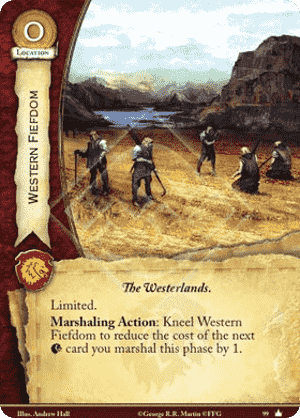 0
LOCATION
WESTERN FIEFDOM
The Westerlands.
Limited.
Marshaling Action: Kneel Western
Fiefdom to reduce the cost of the next
card you marshal this phase by 1.
Illus. Andrew Hall
©George R.R. Martin ©FFG
99